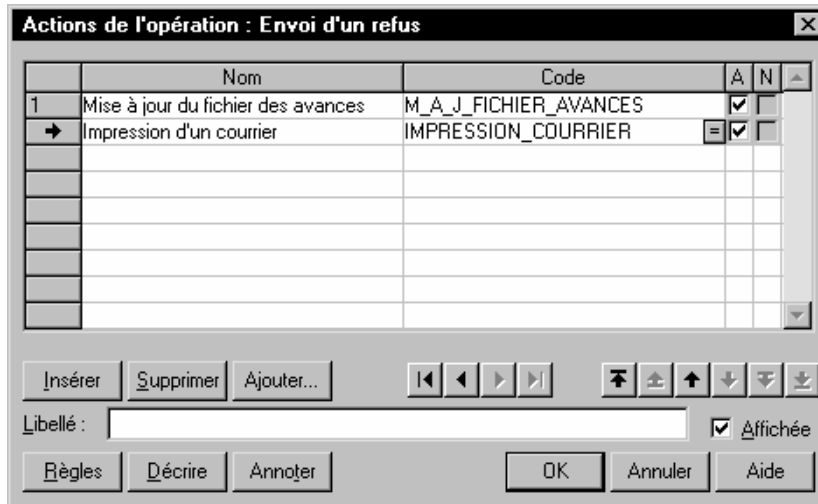 Actions de l'opération : Envoi d'un refus
Nom Code A N
1 Mise à jour du fichier des avances M_A_J_FICHIER_AVANCES
Impression d'un courrier IMPRESSION_COURRIER =
Insérer Supprimer Ajouter...
Libellé : Affichée
Règles Décrire Annoter OK Annuler Aide